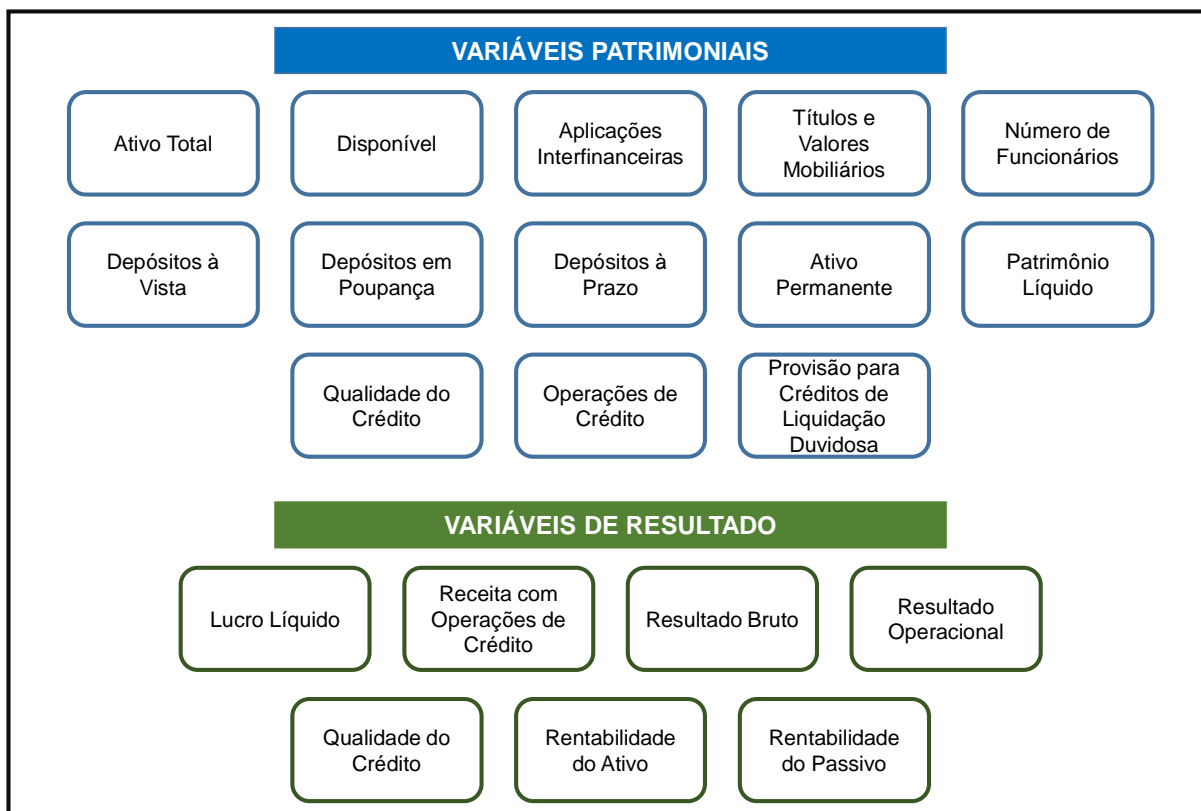 VARIÁVEIS PATRIMONIAIS
Ativo Total
Disponível
Aplicações
Interfinanceiras
Títulos e
Valores
Mobiliários
Número de
Funcionários
Depósitos à
Vista
Depósitos em
Poupança
Depósitos à
Prazo
Ativo
Permanente
Patrimônio
Líquido
Qualidade do
Crédito
Operações de
Crédito
Provisão para
Créditos de
Liquidação
Duvidosa
VARIÁVEIS DE RESULTADO
Lucro Líquido
Receita com
Operações de
Crédito
Resultado Bruto
Resultado
Operacional
Qualidade do
Crédito
Rentabilidade
do Ativo
Rentabilidade
do Passivo